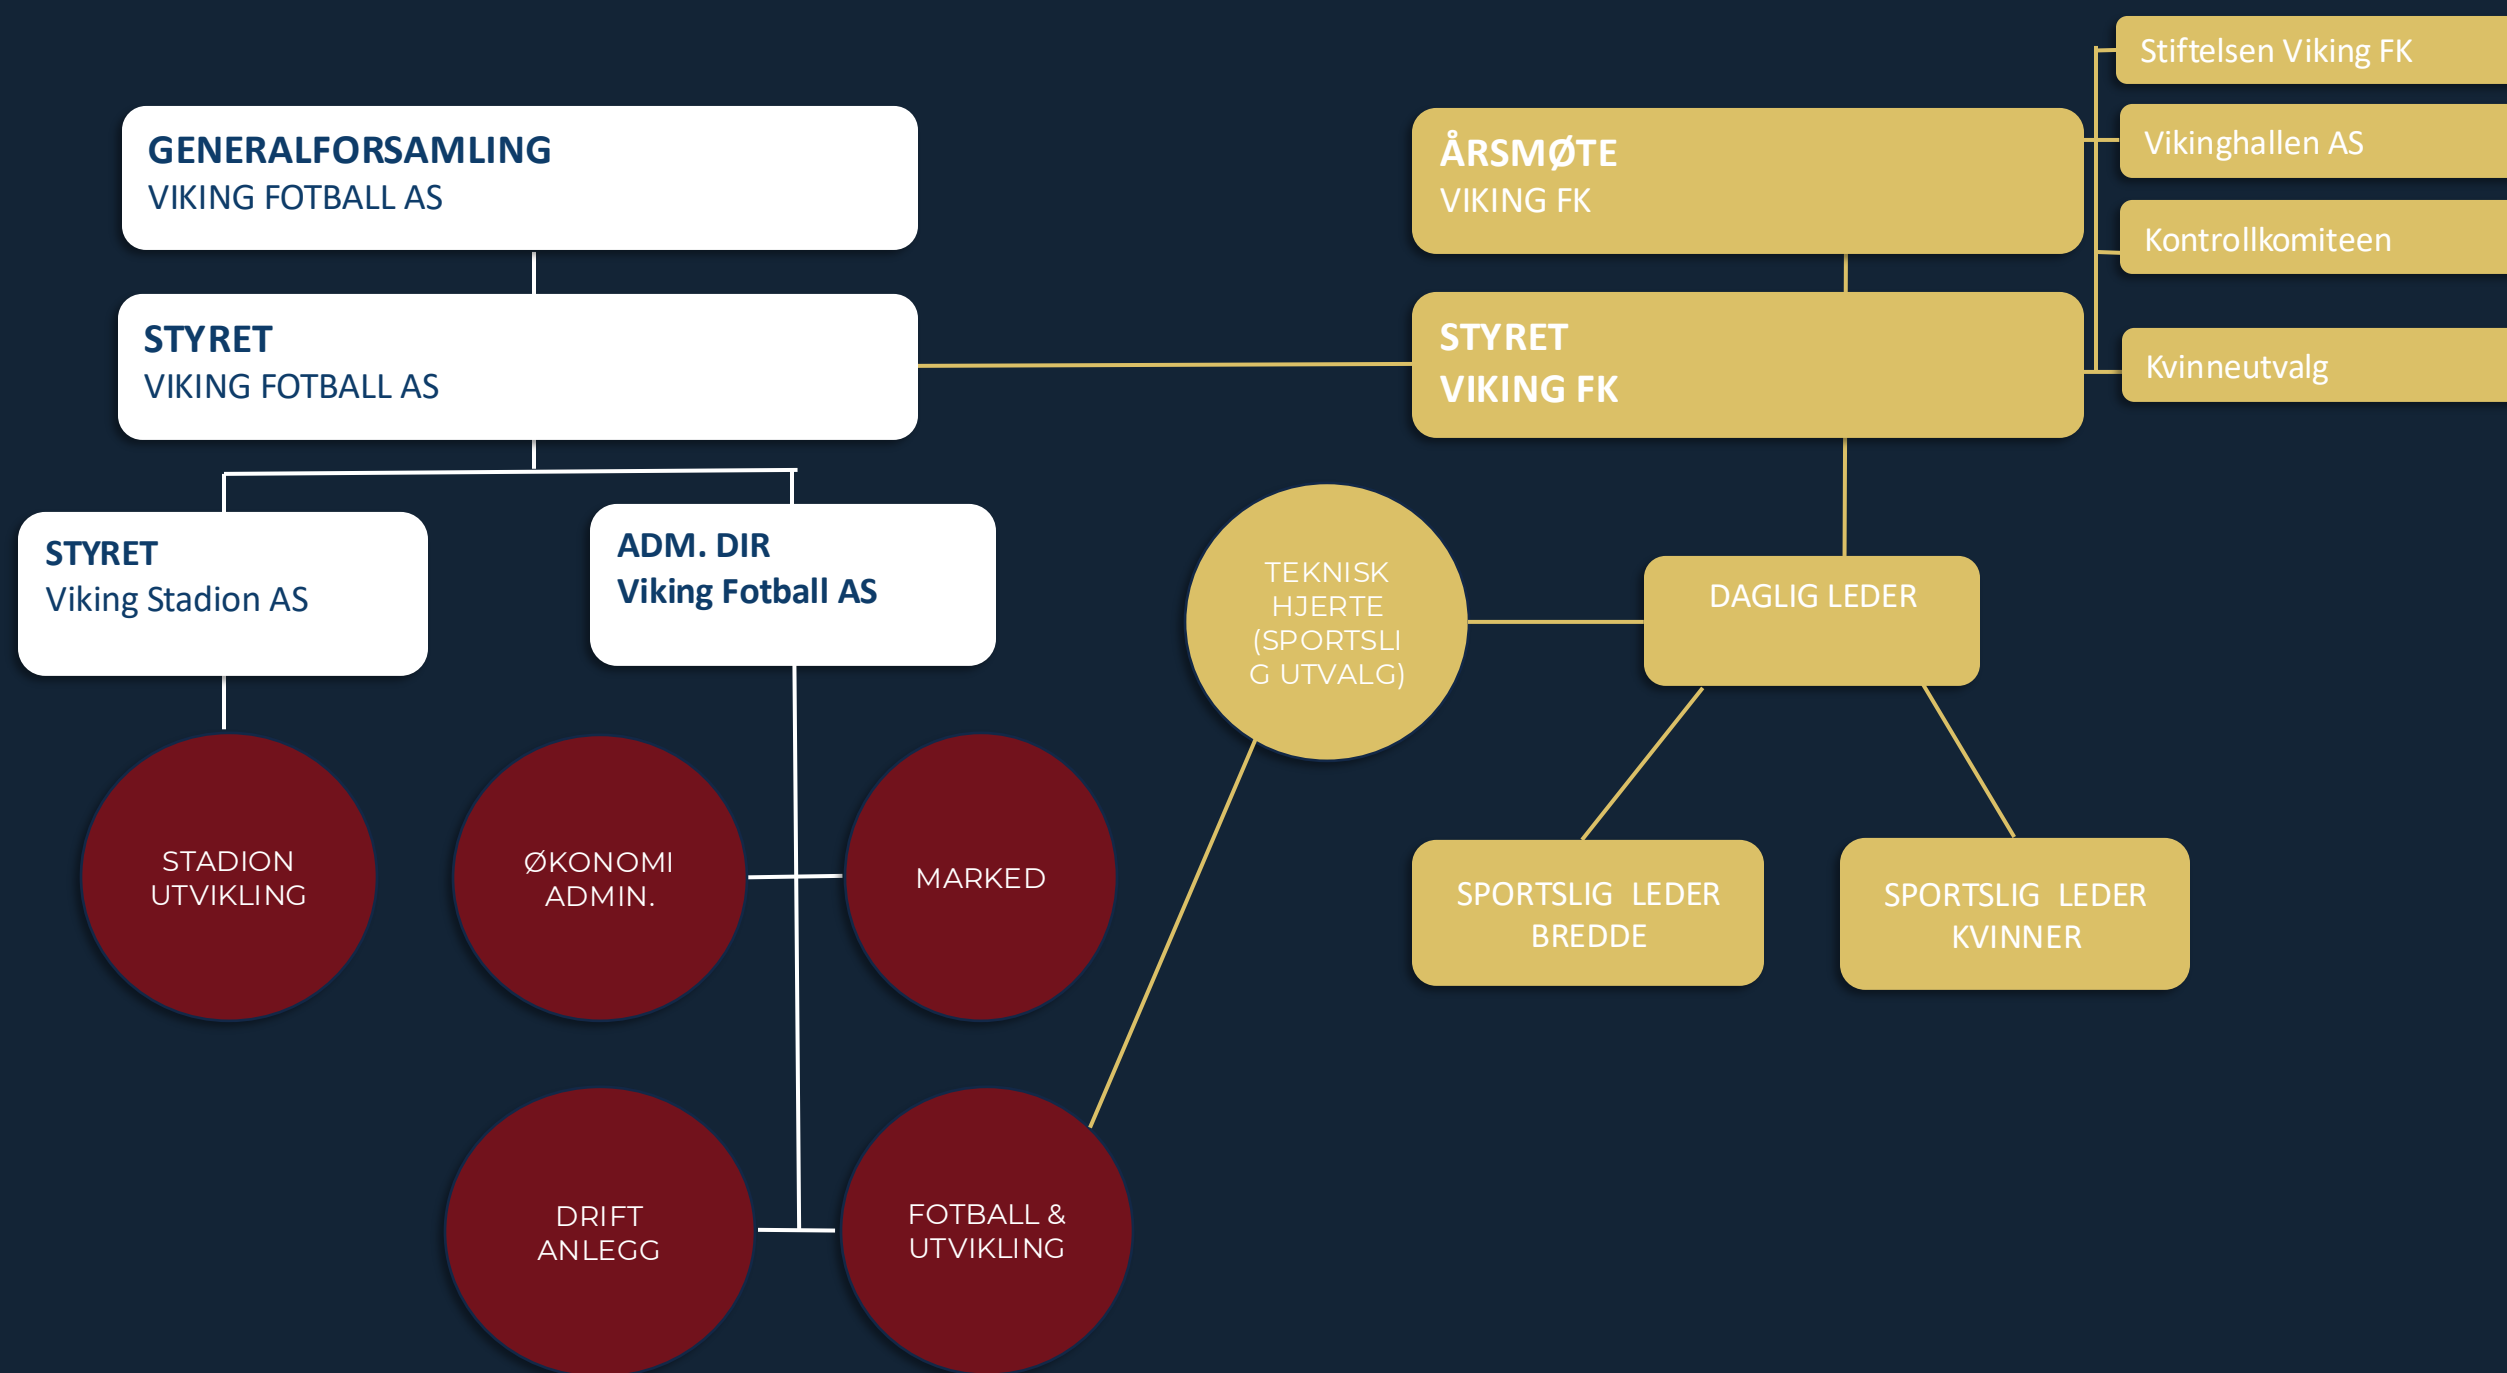 GENERALFORSAMLING
VIKING FOTBALL AS
ÅRSMØTE
VIKING FK
Stiftelsen Viking FK
Vikinghallen AS
Kontrollkomiteen
Kvinneutvalg
STYRET
VIKING FOTBALL AS
STYRET
VIKING FK
STYRET
Viking Stadion AS
ADM. DIR
Viking Fotball AS
TEKNISK
HJERTE
(SPORTSLI
G UTVALG)
DAGLIG LEDER
STADION
UTVIKLING
ØKONOMI
ADMIN.
MARKED
SPORTSLIG LEDER
BREDDE
SPORTSLIG LEDER
KVINNER
DRIFT
ANLEGG
FOTBALL &
UTVIKLING